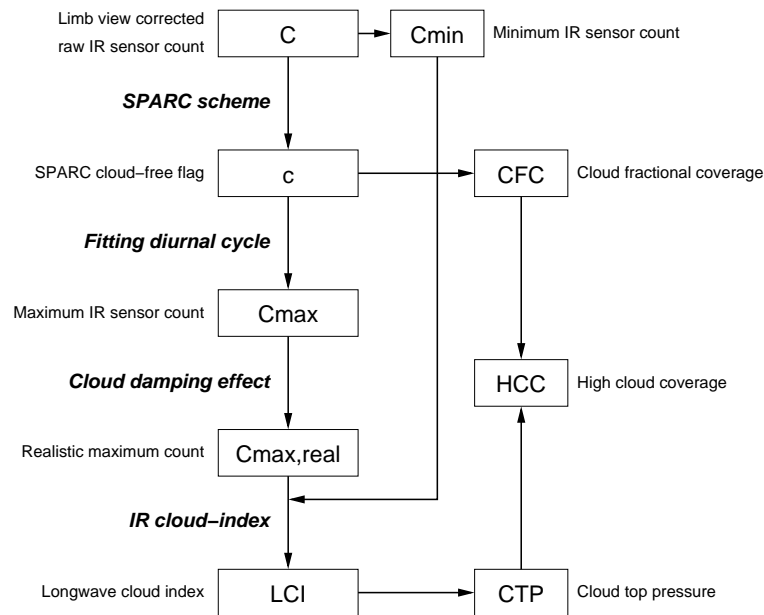 Limb view corrected
raw IR sensor count
C
Cmin
Minimum IR sensor count
SPARC scheme
SPARC cloud–free flag
c
CFC
Cloud fractional coverage
Fitting diurnal cycle
Maximum IR sensor count
Cmax
Cloud damping effect
HCC
High cloud coverage
Realistic maximum count
Cmax,real
IR cloud–index
Longwave cloud index
LCI
CTP
Cloud top pressure